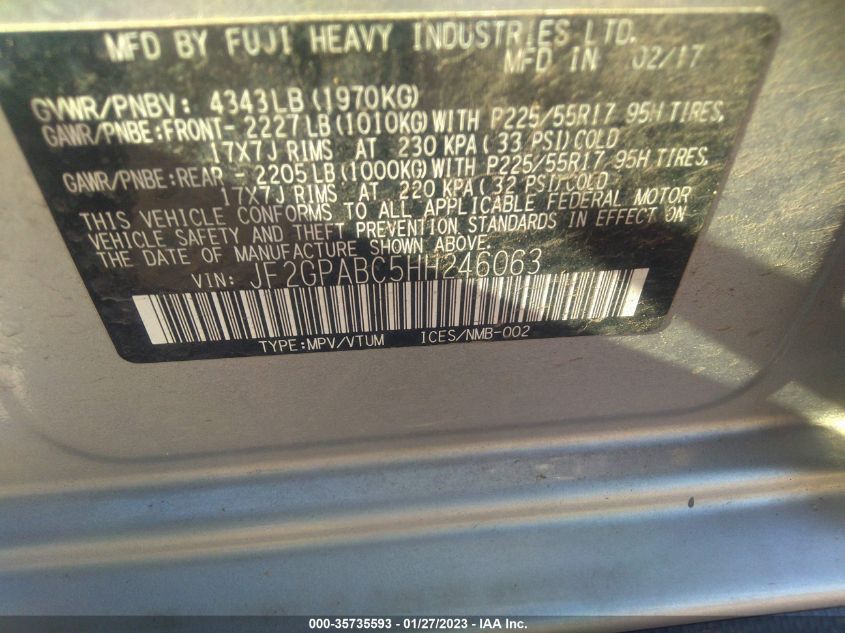 MFD BY FUJI HEAVY INDUSTRIES LTD.
MFD IN 02/17
GVWR/PNBV: 4343LB(1970KG)
GAWR/PNBE:FRONT- 2227LB(1010KG)WITH P225/55R17 95H TIRES,
17X7J RIMS AT 230 KPA(33 PSI)COLD
GAWR/PNBE:REAR - 2205LB(1000KG)WITH P225/55R17 95H TIRES,
17X7J RIMS AT 220 KPA(32 PSI)COLD
THIS VEHICLE CONFORMS TO ALL APPLICABLE FEDERAL MOTOR
VEHICLE SAFETY AND THEFT PREVENTION STANDARDS IN EFFECT ON
THE DATE OF MANUFACTURE SHOWN ABOVE.
VIN: JF2GPABC5HH246063
TYPE:MPV/VTUM ICES/NMB-002
000-35735593 - 01/27/2023 - IAA Inc.